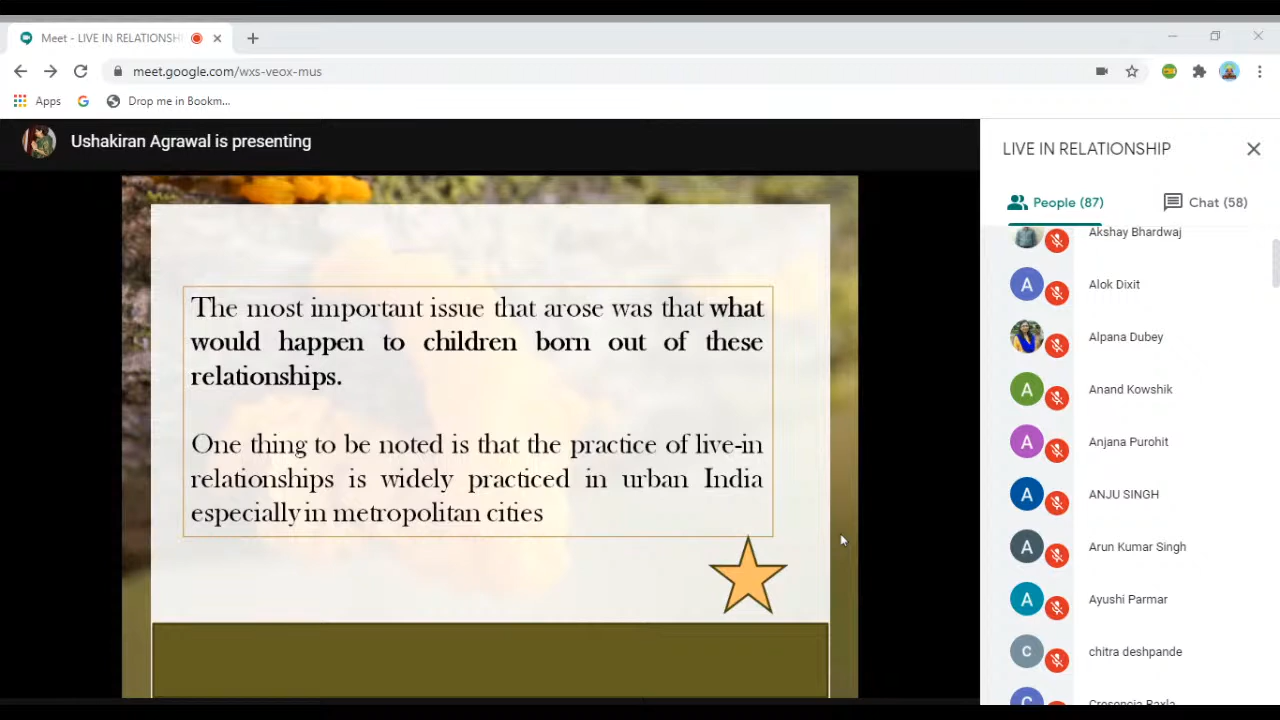 Meet - LIVE IN RELATIONSHI
meet.google.com/wxs-veox-mus
Apps
Drop me in Bookm...
Ushakiran Agrawal is presenting
The most important issue that arose was that what
would happen to children born out of these
relationships.
One thing to be noted is that the practice of live-in
relationships is widely practiced in urban India
especially in metropolitan cities
LIVE IN RELATIONSHIP
People (87)
Chat (58)
Akshay Bhardwaj
A
Alok Dixit
Alpana Dubey
A
Anand Kowshik
A
Anjana Purohit
A
ANJU SINGH
A
Arun Kumar Singh
A
Ayushi Parmar
C
chitra deshpande